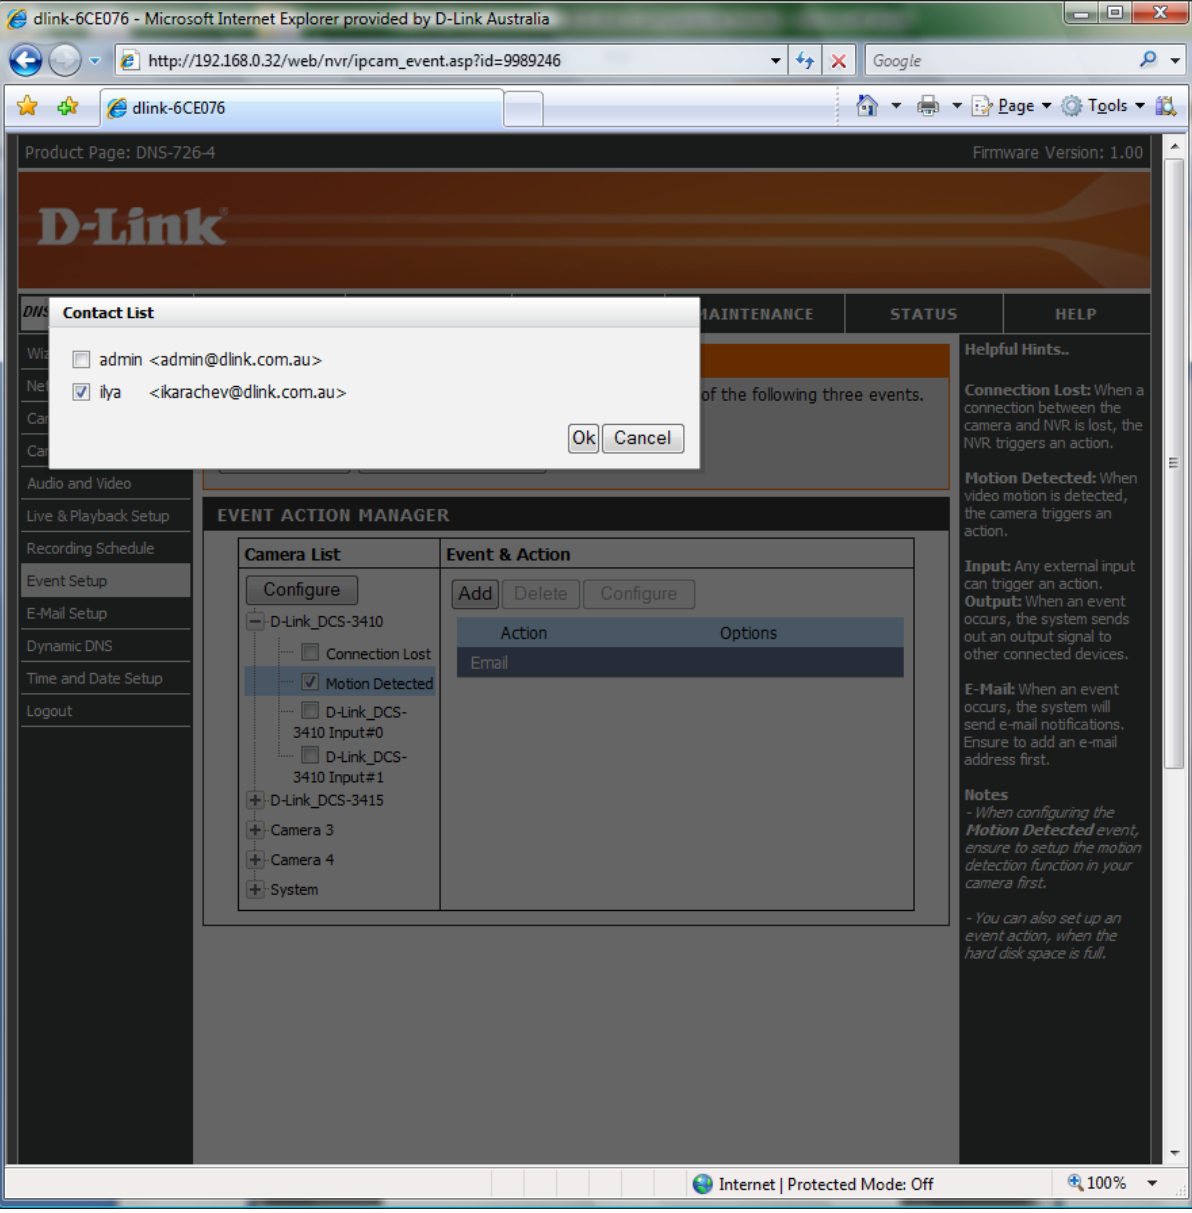 dlink-6CE076 - Microsoft Internet Explorer provided by D-Link Australia
http://192.168.0.32/web/nvr/ipcam_event.asp?id=9989246
Google
dlink-6CE076
Page
Tools
Product Page: DNS-726-4
Firmware Version: 1.00
D-Link
DNS
MAINTENANCE
STATUS
HELP
Contact List
admin <admin@dlink.com.au>
ilya <ikarachev@dlink.com.au>
Ok
Cancel
of the following three events.
Audio and Video
Live & Playback Setup
Recording Schedule
Event Setup
E-Mail Setup
Dynamic DNS
Time and Date Setup
Logout
EVENT ACTION MANAGER
Camera List
Configure
D-Link_DCS-3410
Connection Lost
Motion Detected
D-Link_DCS-
3410 Input#0
D-Link_DCS-
3410 Input#1
D-Link_DCS-3415
Camera 3
Camera 4
System
Event & Action
Add
Delete
Configure
Action
Options
Email
Helpful Hints..
Connection Lost: When a
connection between the
camera and NVR is lost, the
NVR triggers an action.
Motion Detected: When
video motion is detected,
the camera triggers an
action.
Input: Any external input
can trigger an action.
Output: When an event
occurs, the system sends
out an output signal to
other connected devices.
E-Mail: When an event
occurs, the system will
send e-mail notifications.
Ensure to add an e-mail
address first.
Notes
- When configuring the
Motion Detected event,
ensure to setup the motion
detection function in your
camera first.
- You can also set up an
event action, when the
hard disk space is full.
Internet | Protected Mode: Off
100%